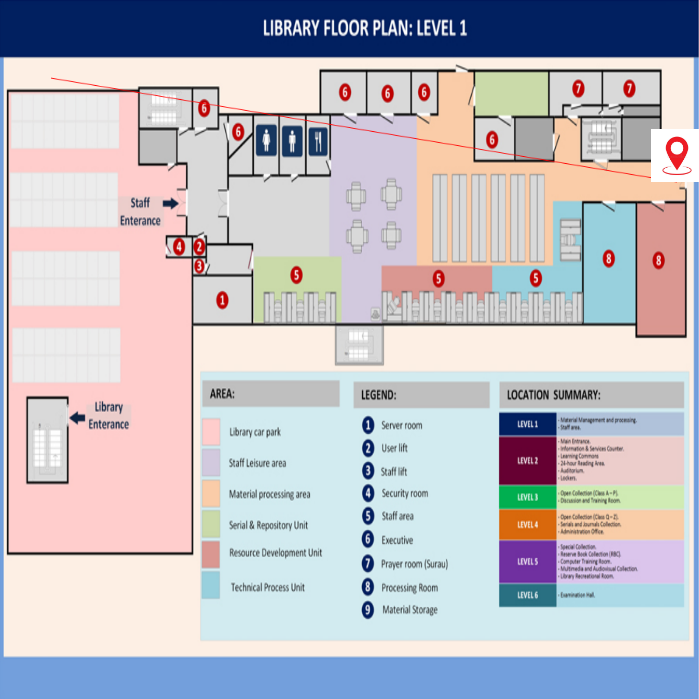 LIBRARY FLOOR PLAN: LEVEL 1
6
6
6
7
7
6
6
6
6
Staff
Enterance
4
2
3
5
5
5
8
8
1
Library
Enterance
AREA:
Library car park
Staff Leisure area
Material processing area
Serial & Repository Unit
Resource Development Unit
Technical Process Unit
LEGEND:
1 Server room
2 User lift
3 Staff lift
4 Security room
5 Staff area
6 Executive
7 Prayer room (Surau)
8 Processing Room
9 Material Storage
LOCATION SUMMARY:
LEVEL 1
- Material Management and processing.
- Staff area.
LEVEL 2
- Main Entrance.
- Information & Services Counter.
- Learning Commons
- 24-hour Reading Area.
- Auditorium.
- Lockers.
LEVEL 3
- Open Collection (Class A – P).
- Discussion and Training Room.
LEVEL 4
- Open Collection (Class Q – Z).
- Serials and Journals Collection.
- Administration Office.
LEVEL 5
- Special Collection.
- Reserve Book Collection (RBC).
- Computer Training Room.
- Multimedia and Audiovisual Collection.
- Library Recreational Room.
LEVEL 6
- Examination Hall.